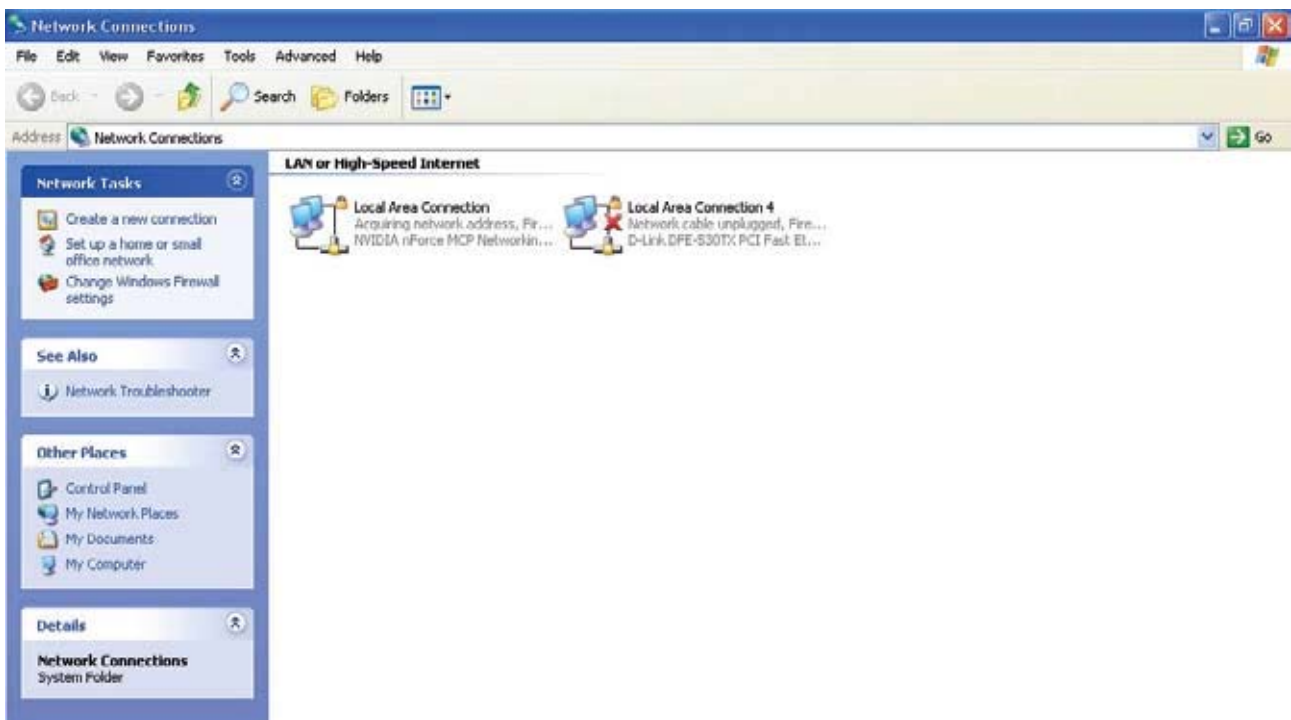 Network Connections
File Edit View Favorites Tools Advanced Help
Back Search Folders
Address Network Connections Go
Network Tasks
Create a new connection
Set up a home or small
office network
Change Windows Firewall
settings
See Also
Network Troubleshooter
Other Places
Control Panel
My Network Places
My Documents
My Computer
Details
Network Connections
System Folder
LAN or High-Speed Internet
Local Area Connection
Acquiring network address, Fir...
NVIDIA nForce MCP Networkin...
Local Area Connection 4
Network cable unplugged, Fire...
D-Link DFE-530TX PCI Fast Et...